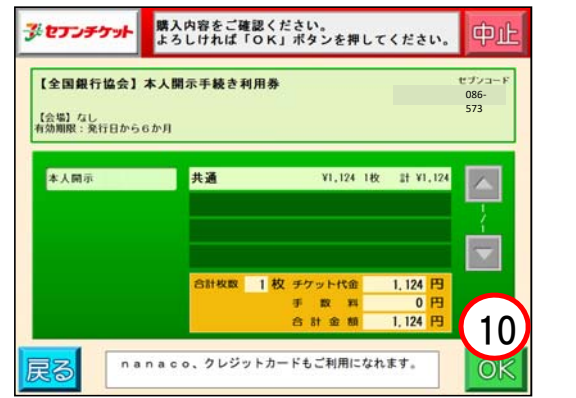 セブンチケット
購入内容をご確認ください。
よろしければ「OK」ボタンを押してください。
中止
【全国銀行協会】本人開示手続き利用券
セブンコード
086-
573
【会場】なし
有効期限:発行日から6か月
本人開示
共通 ¥1,124 1枚 計 ¥1,124
1/1
合計枚数 1 枚 チケット代金 1,124 円
手数料 0 円
合計金額 1,124 円
10
戻る
nanaco、クレジットカードもご利用になれます。
OK